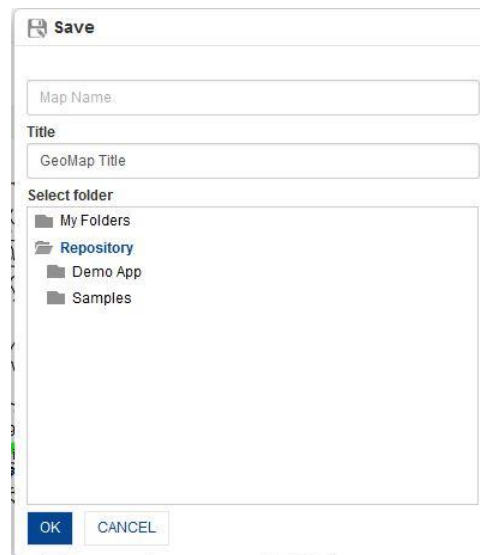 Save
Map Name
Title
GeoMap Title
Select folder
My Folders
Repository
Demo App
Samples
OK CANCEL